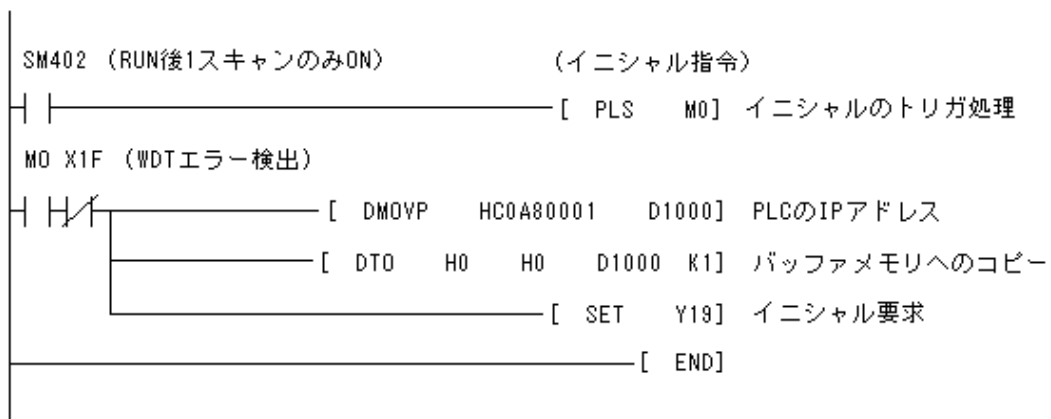 SM402 (RUN後1スキャンのみON) (イニシャル指令)
[ PLS M0] イニシャルのトリガ処理
M0 X1F (WDTエラー検出)
[ DMOVP HC0A80001 D1000] PLCのIPアドレス
[ DTO H0 H0 D1000 K1] バッファメモリへのコピー
[ SET Y19] イニシャル要求
[ END]